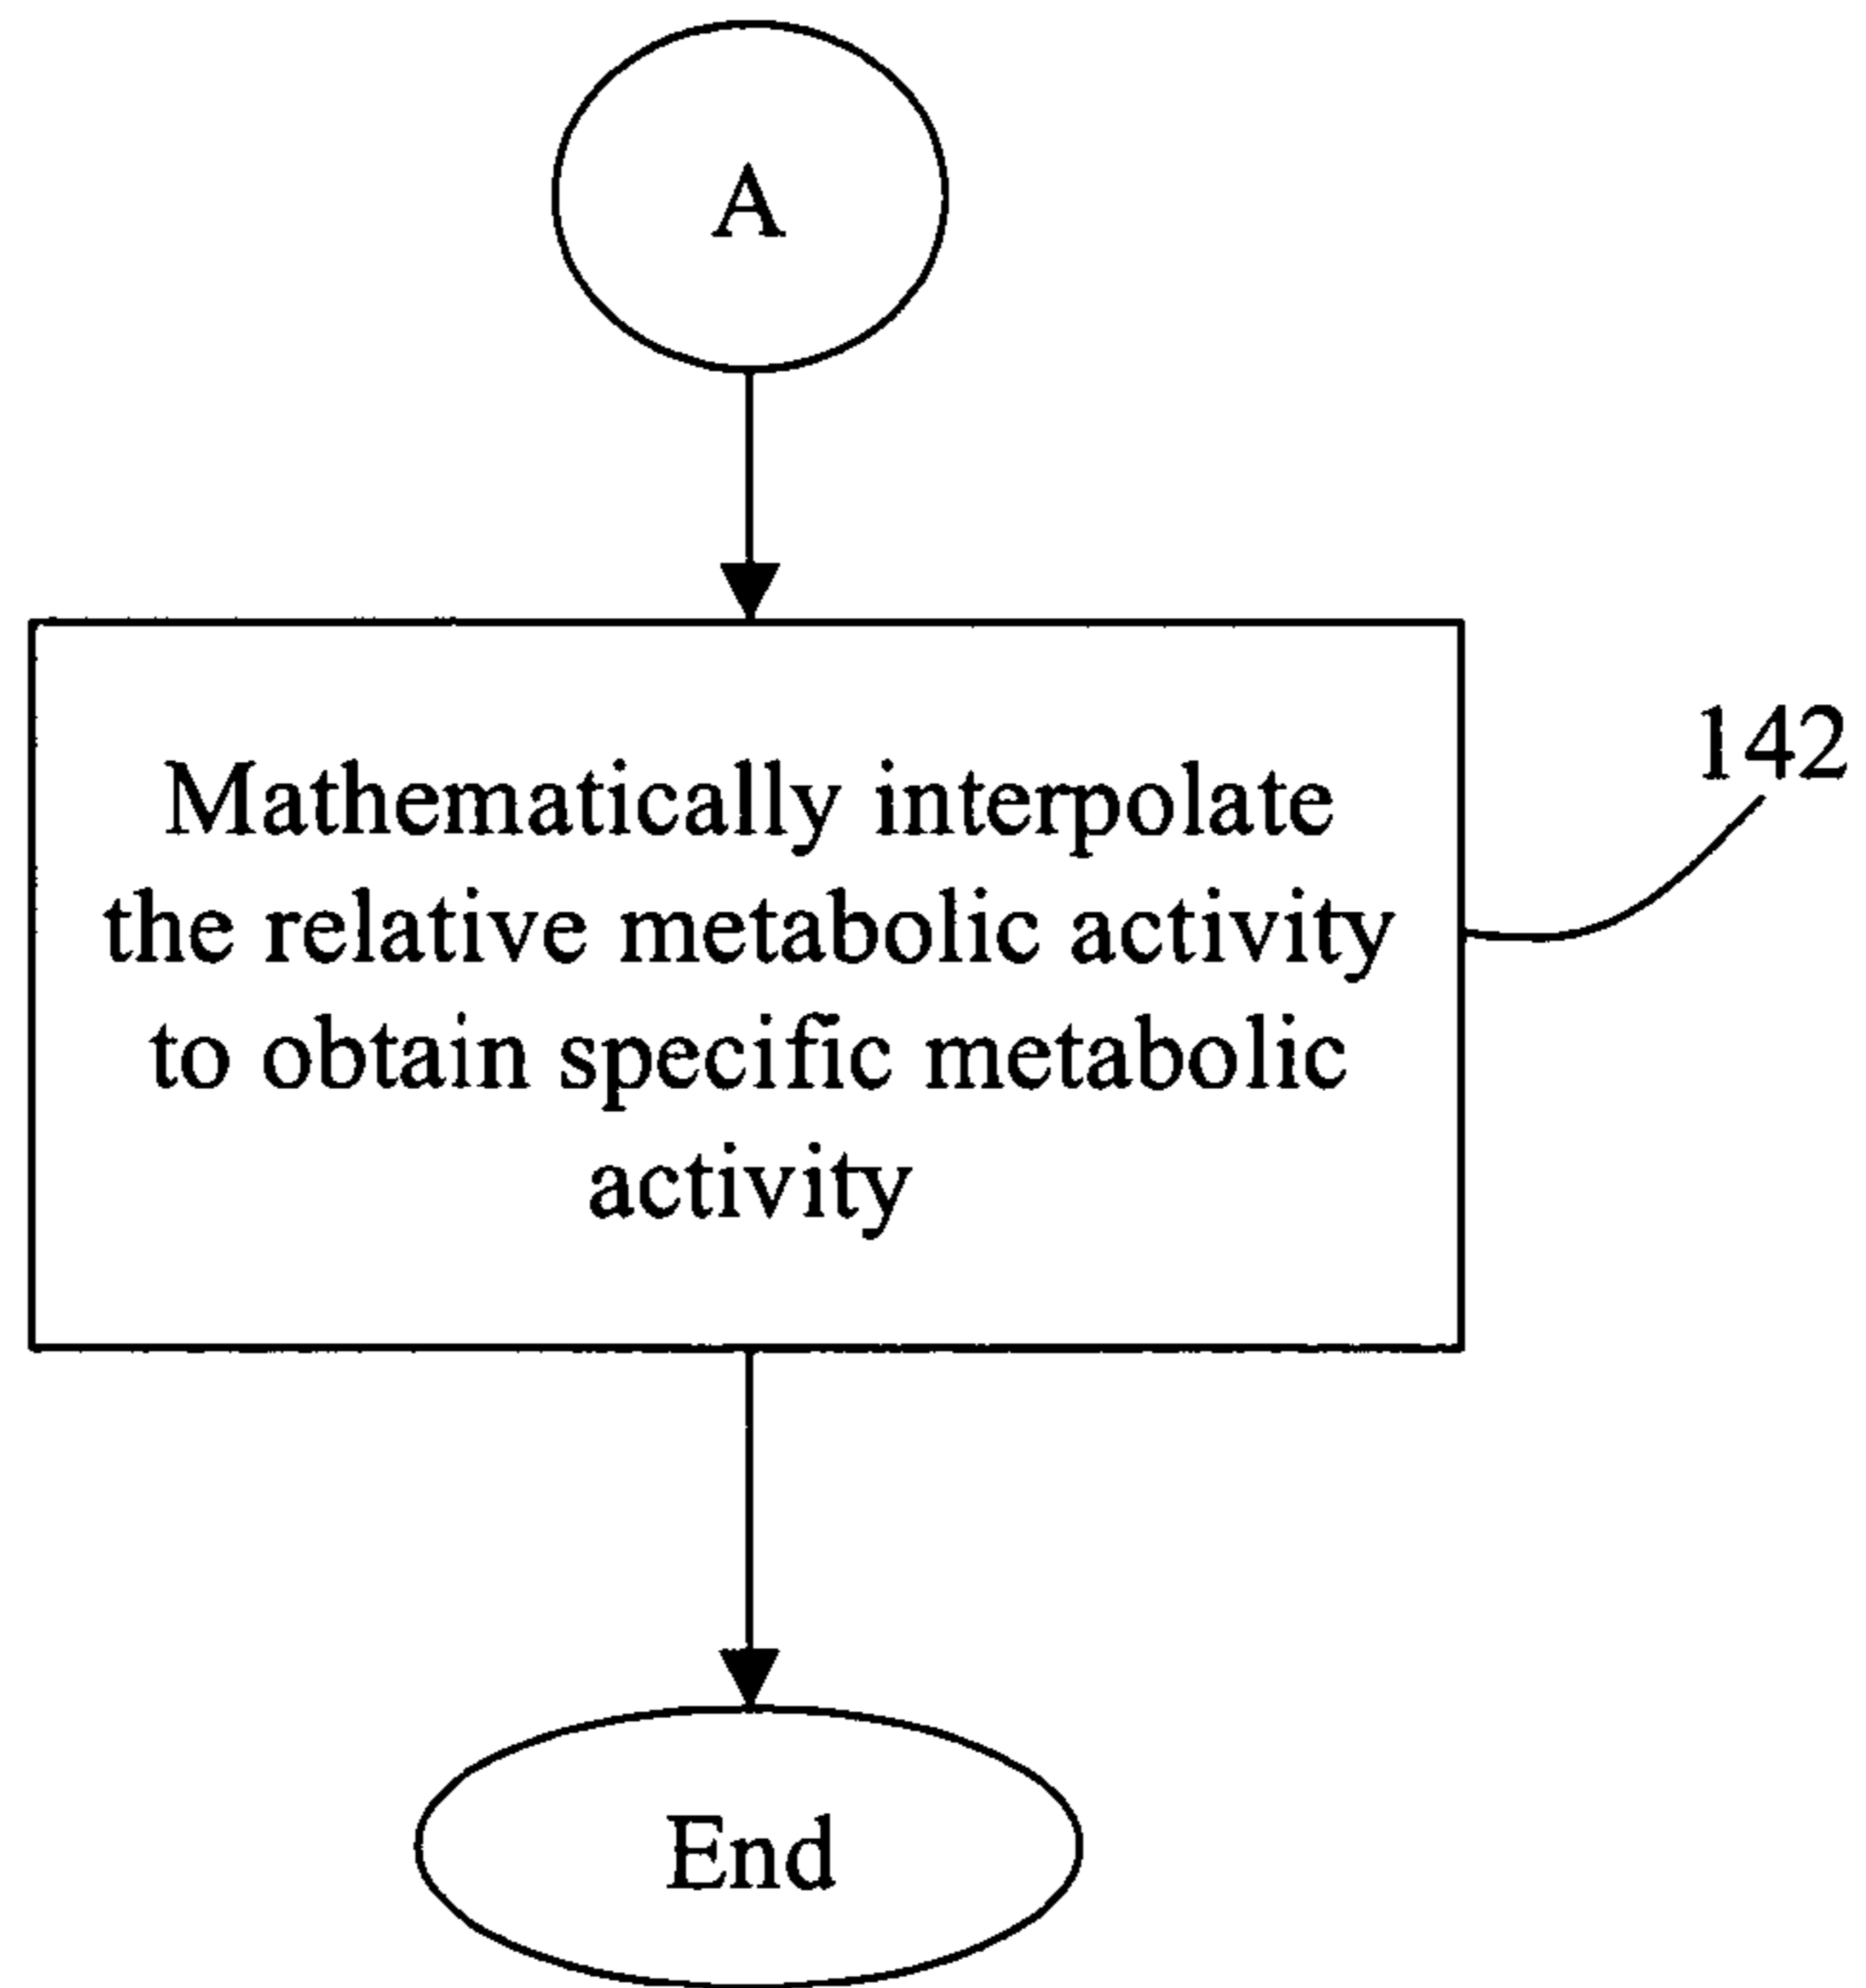 A
Mathematically interpolate
the relative metabolic activity
to obtain specific metabolic
activity
142
End